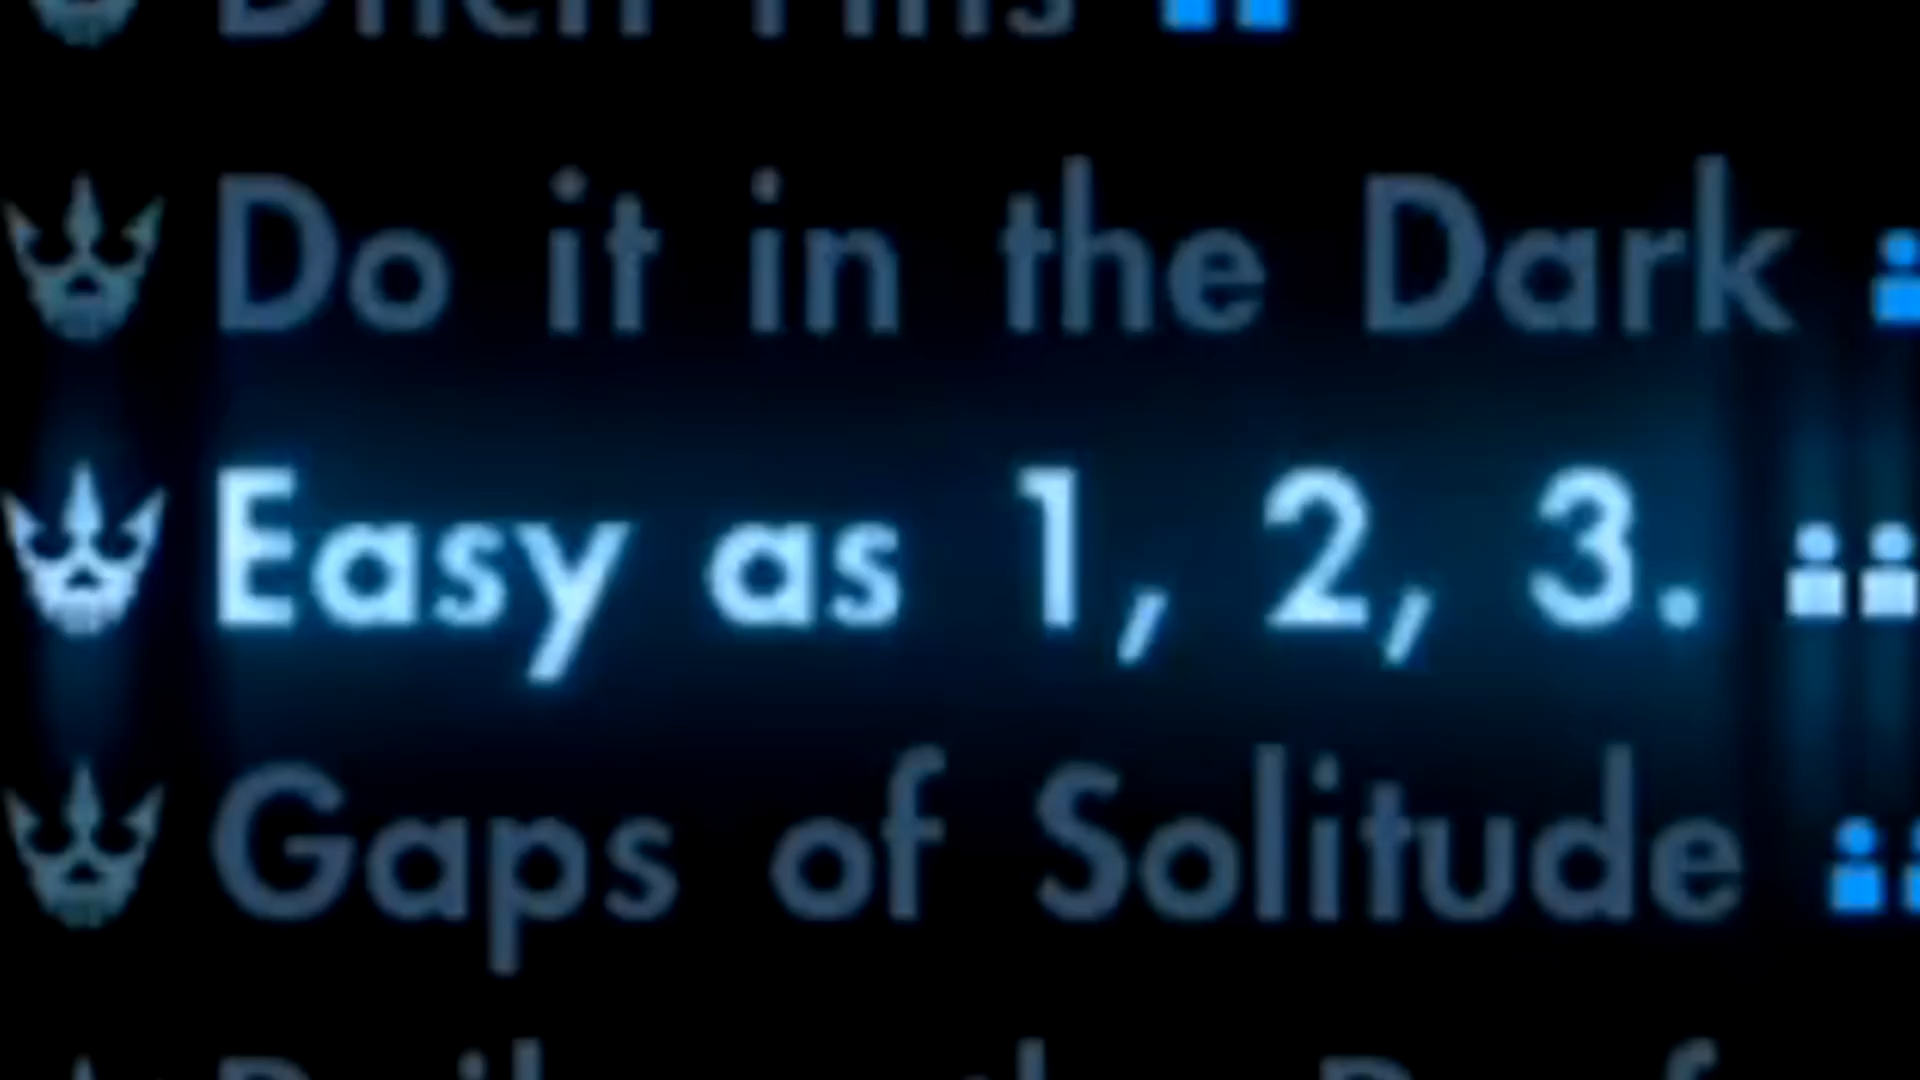 Do it in the Dark
Easy as 1, 2, 3.
Gaps of Solitude